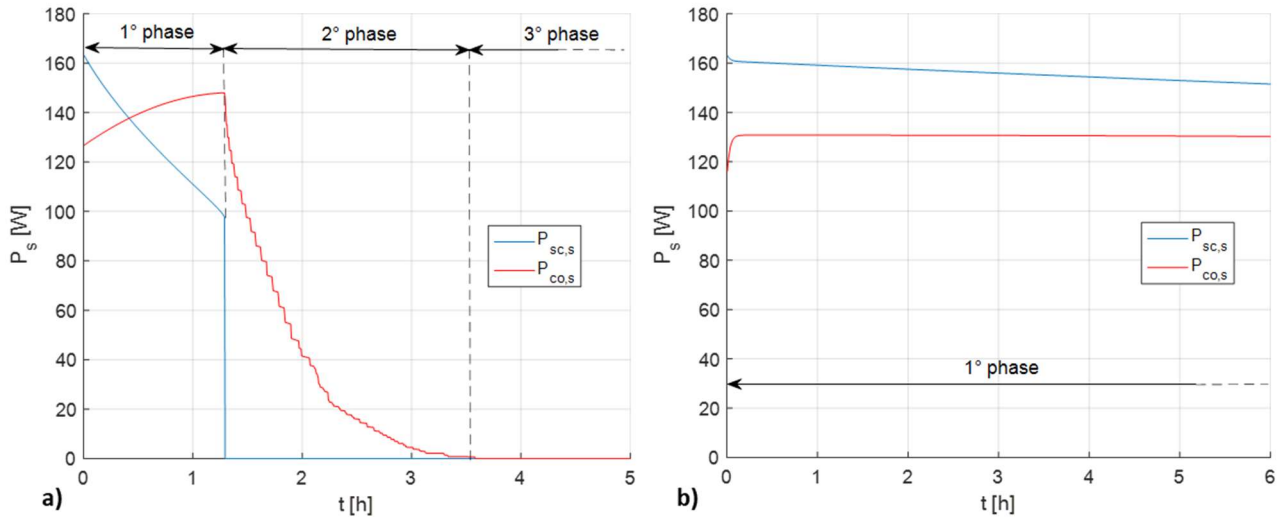 180
160
140
120
100
80
60
40
20
0
P_s [W]
1° phase
2° phase
3° phase
P_sc,s
P_co,s
0 1 2 3 4 5
a)
t [h]
180
160
140
120
100
80
60
40
20
0
P_s [W]
P_sc,s
P_co,s
1° phase
0 1 2 3 4 5 6
b)
t [h]